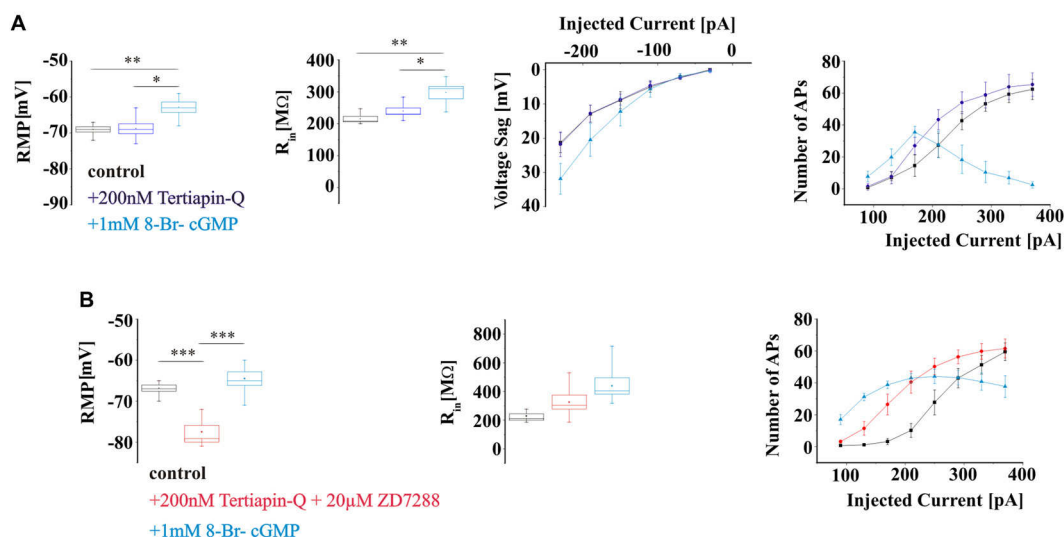 A
Injected Current [pA]
-200
-100
0
-50
-60
-70
-80
-90
RMP[mV]
**
*
control
+200nM Tertiapin-Q
+1mM 8-Br- cGMP
400
200
0
Rin[MΩ]
**
*
0
10
20
30
40
Voltage Sag [mV]
80
60
40
20
0
Number of APs
100
200
300
400
Injected Current [pA]
B
-50
-60
-70
-80
RMP[mV]
***
***
control
+200nM Tertiapin-Q + 20µM ZD7288
+1mM 8-Br- cGMP
800
600
400
200
0
Rin[MΩ]
80
60
40
20
0
Number of APs
100
200
300
400
Injected Current [pA]